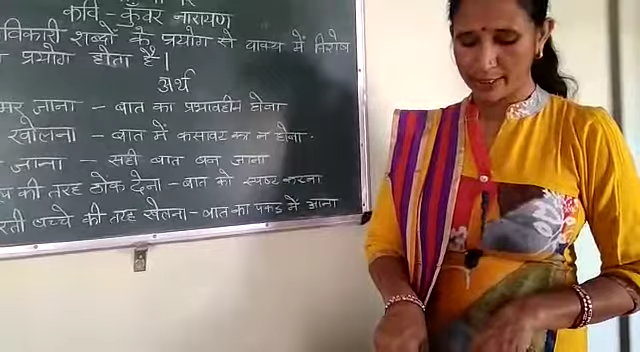 कवि - कुँवर नारायण
विकारी शब्दों के प्रयोग से वाक्य में
प्रयोग होता है।
अर्थ
मर जाना - बात का प्रभावहीन होना
खोलना - बात में कसावट का न होना
जाना - सही बात बन जाना
की तरह ठोक देना - बात को स्पष्ट करना
बच्चे की तरह खेलना - बात का पकड़ में आना